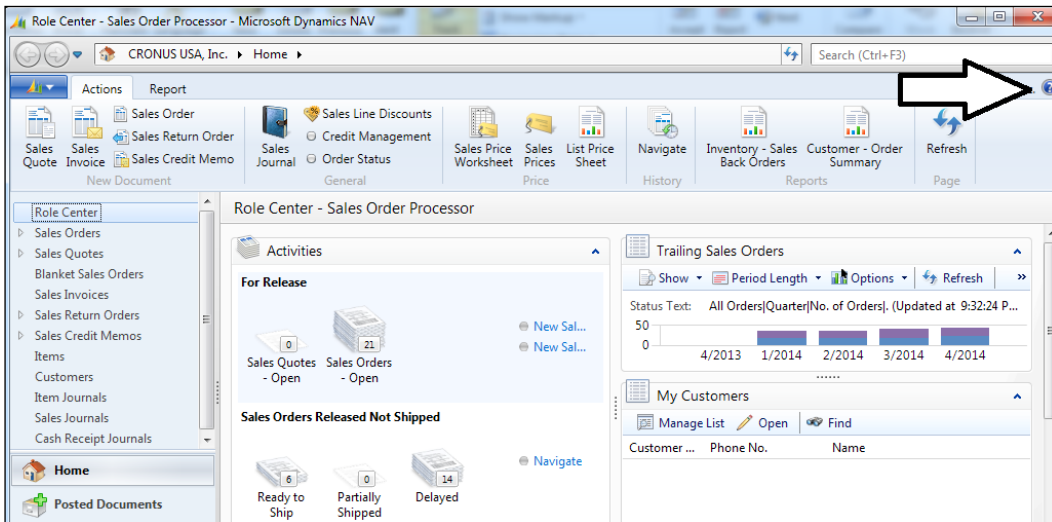 Role Center - Sales Order Processor - Microsoft Dynamics NAV
CRONUS USA, Inc. Home
Search (Ctrl+F3)
Actions Report
Sales Quote
Sales Invoice
Sales Order
Sales Return Order
Sales Credit Memo
New Document
Sales Journal
Sales Line Discounts
Credit Management
Order Status
General
Sales Price Worksheet
Sales Prices
List Price Sheet
Price
Navigate
History
Inventory - Sales Back Orders
Customer - Order Summary
Reports
Refresh
Page
Role Center
Sales Orders
Sales Quotes
Blanket Sales Orders
Sales Invoices
Sales Return Orders
Sales Credit Memos
Items
Customers
Item Journals
Sales Journals
Cash Receipt Journals
Home
Posted Documents
Role Center - Sales Order Processor
Activities
For Release
0
Sales Quotes - Open
21
Sales Orders - Open
New Sal...
New Sal...
Sales Orders Released Not Shipped
6
Ready to Ship
0
Partially Shipped
14
Delayed
Navigate
Trailing Sales Orders
Show Period Length Options Refresh »
Status Text: All Orders|Quarter|No. of Orders|. (Updated at 9:32:24 P...
50
0
4/2013 1/2014 2/2014 3/2014 4/2014
My Customers
Manage List Open Find
Customer ... Phone No. Name